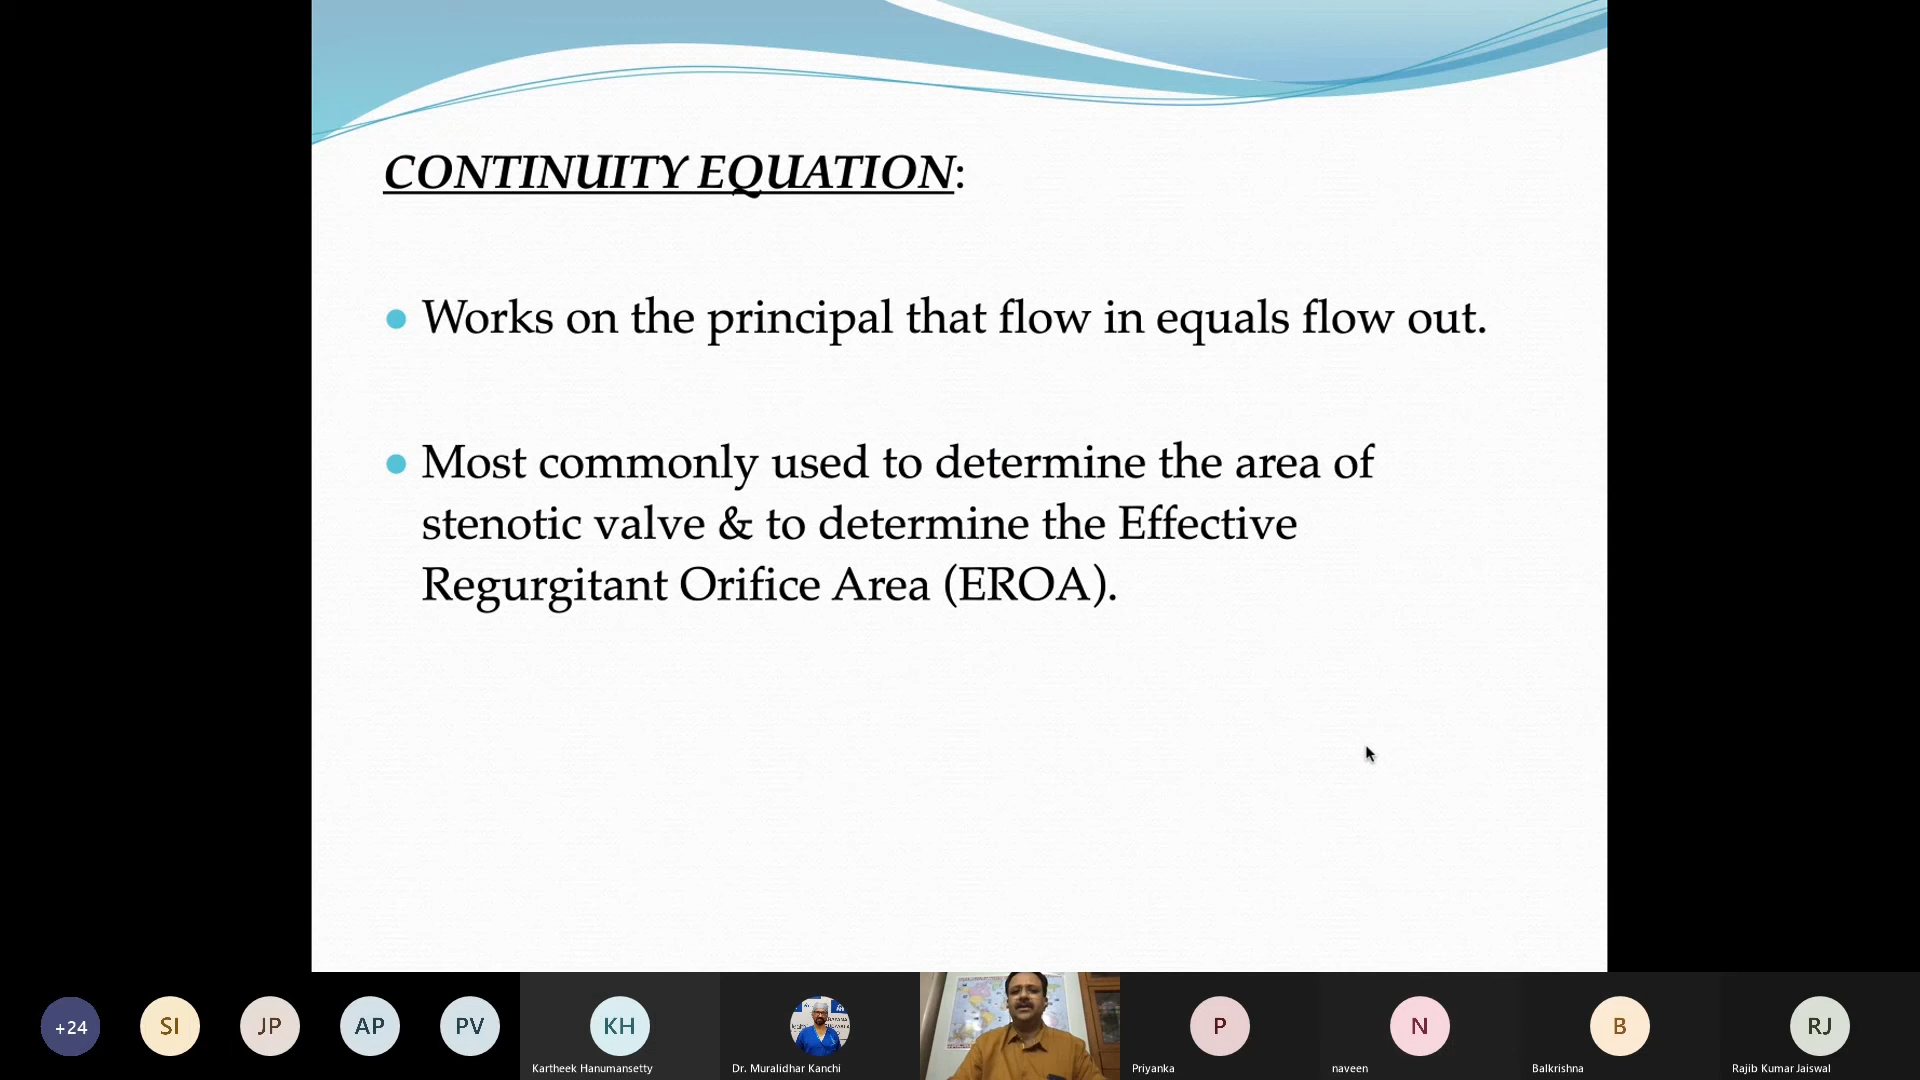 CONTINUITY EQUATION:
Works on the principal that flow in equals flow out.
Most commonly used to determine the area of
stenotic valve & to determine the Effective
Regurgitant Orifice Area (EROA).
+24
SI
JP
AP
PV
KH
Kartheek Hanumansetty
Dr. Muralidhar Kanchi
P
Priyanka
N
naveen
B
Balkrishna
RJ
Rajib Kumar Jaiswal